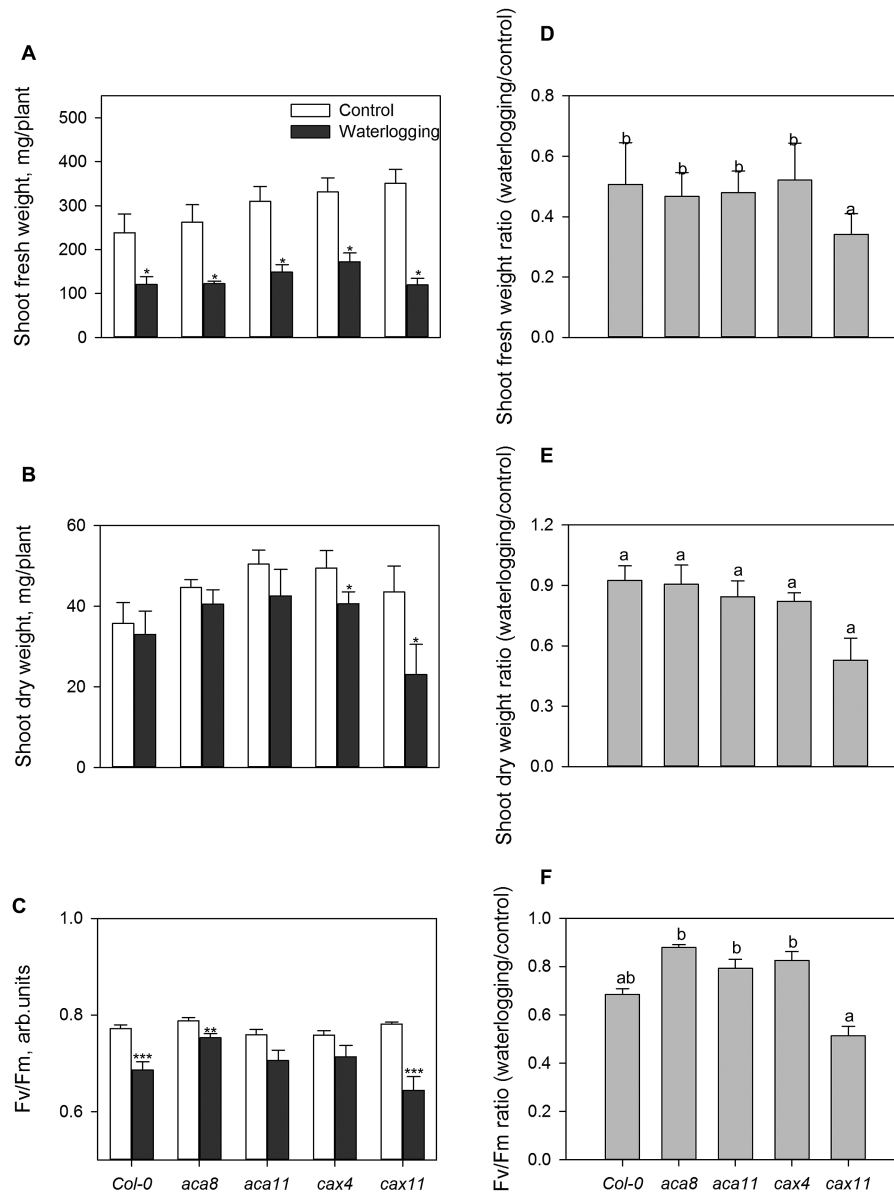 A
Shoot fresh weight, mg/plant
500
400
300
200
100
0
Control
Waterlogging
*
*
*
*
*
D
Shoot fresh weight ratio (waterlogging/control)
0.8
0.6
0.4
0.2
0.0
b
b
b
b
a
B
Shoot dry weight, mg/plant
60
40
20
0
*
*
E
Shoot dry weight ratio (waterlogging/control)
1.2
0.9
0.6
0.3
0.0
a
a
a
a
a
C
Fv/Fm, arb.units
1.0
0.8
0.6
***
**
***
Col-0 aca8 aca11 cax4 cax11
F
Fv/Fm ratio (waterlogging/control)
1.0
0.8
0.6
0.4
0.2
0.0
ab
b
b
b
a
Col-0 aca8 aca11 cax4 cax11